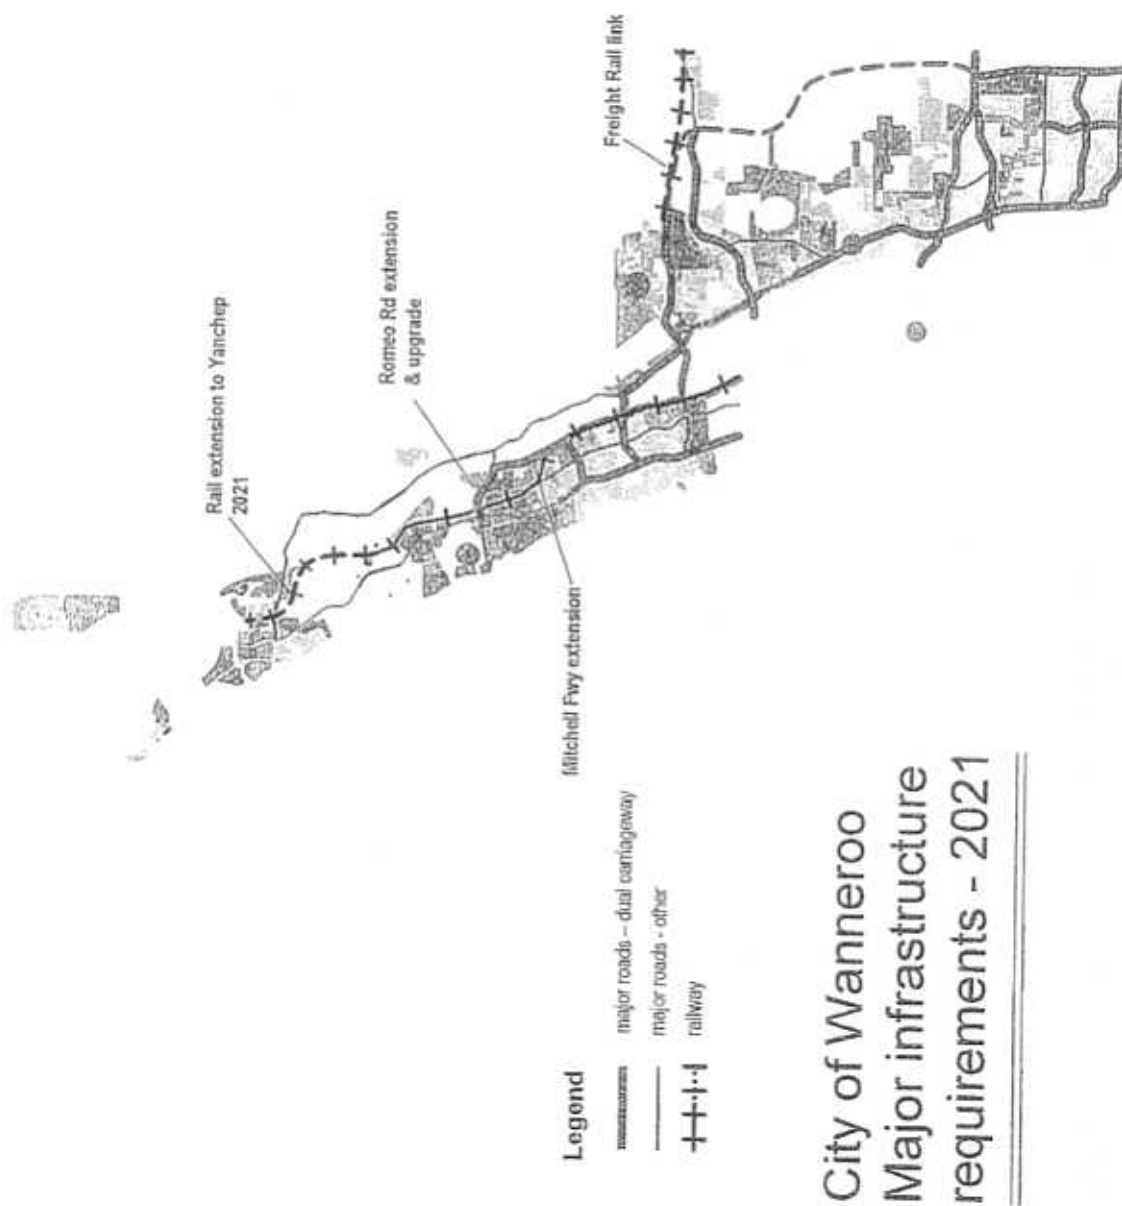 City of Wanneroo
Major infrastructure
requirements - 2021
Legend
major roads – dual carriageway
major roads - other
railway
Rail extension to Yanchep
2021
Romeo Rd extension
& upgrade
Mitchell Fwy extension
Freight Rail link